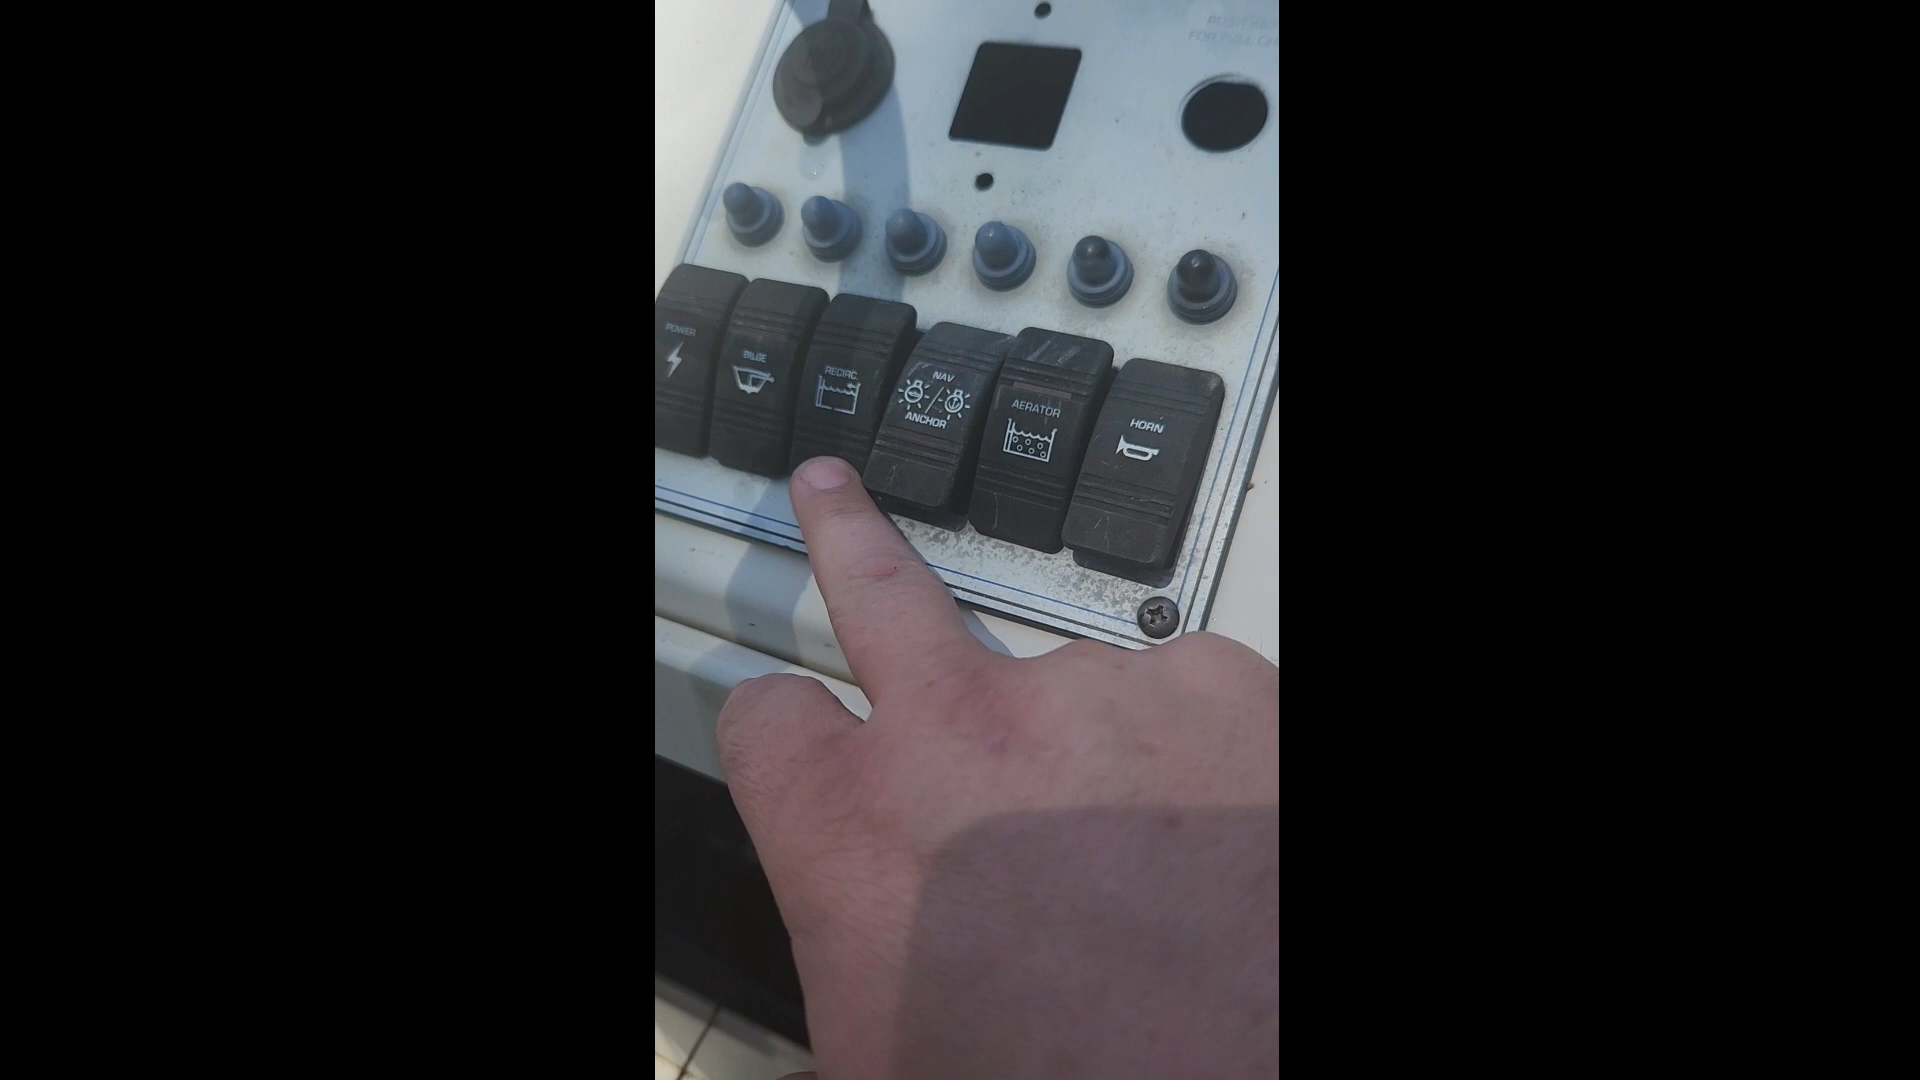 POWER
BILGE
RECIRC.
NAV
ANCHOR
AERATOR
HORN